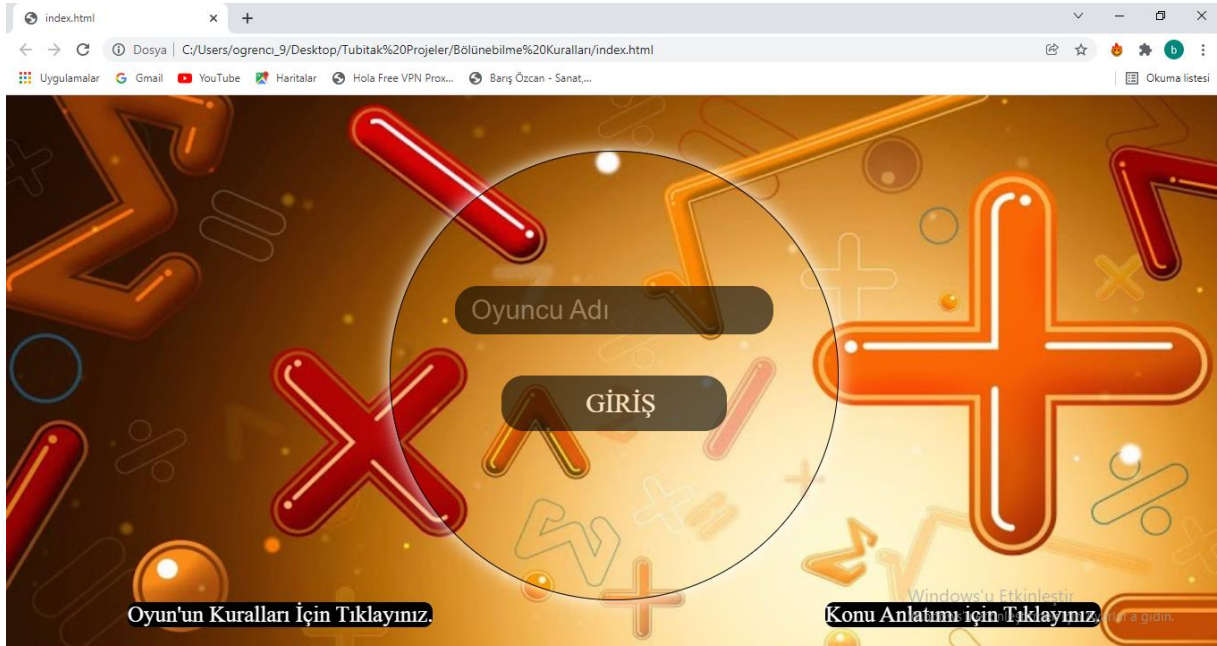 index.html
Dosya | C:/Users/ogrenci_9/Desktop/Tubitak%20Projeler/Bölünebilme%20Kuralları/index.html
b
Uygulamalar Gmail YouTube Haritalar Hola Free VPN Prox... Barış Özcan - Sanat,... Okuma listesi
Oyuncu Adı
GİRİŞ
Windows'u Etkinleştir
Oyun'un Kuralları İçin Tıklayınız. Konu Anlatımı için Tıklayınız.
a gidin.